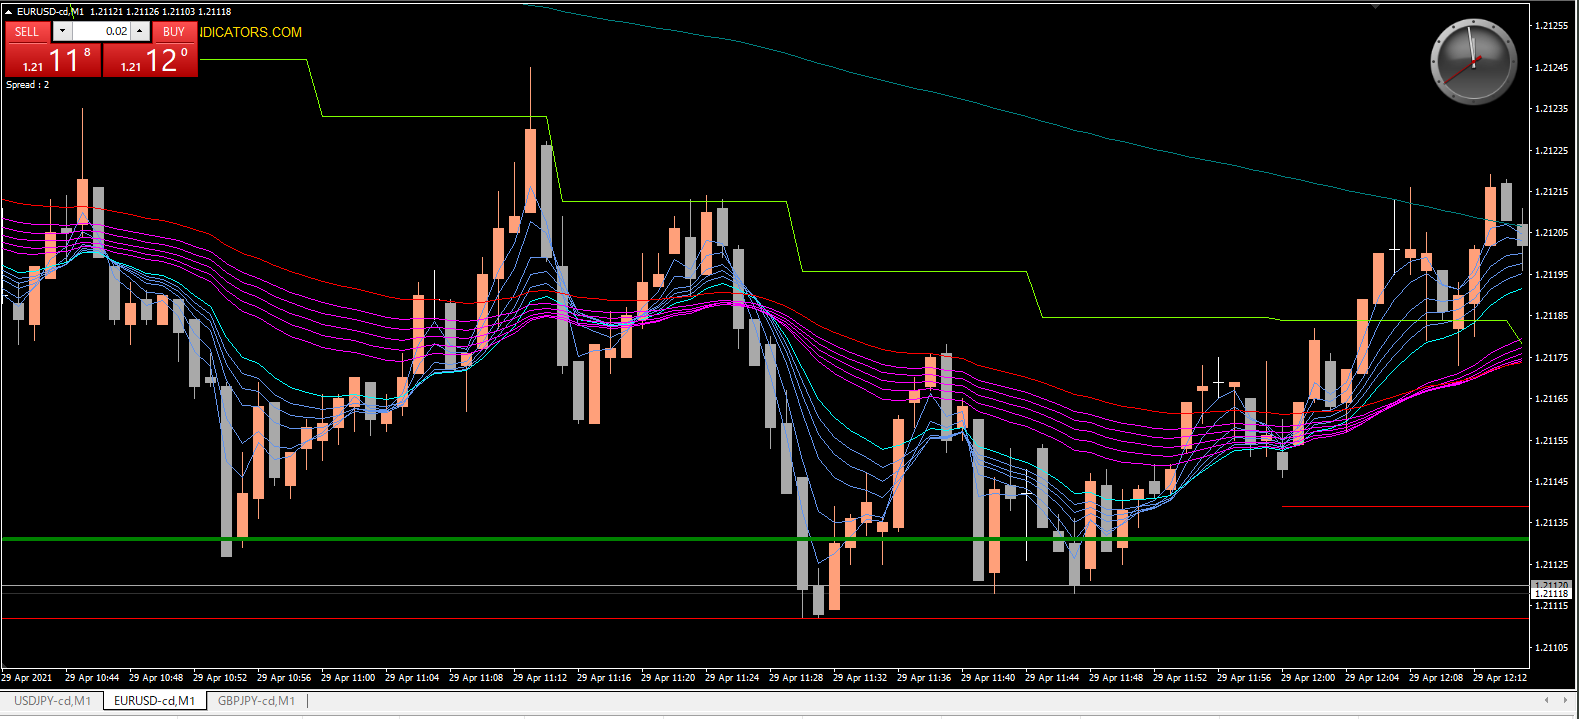 EURUSD-cd,M1 1.21121 1.21126 1.21103 1.21118
SELL 0.02 BUY
INDICATORS.COM
1.21 11 8 1.21 12 0
Spread : 2
1.21255
1.21245
1.21235
1.21225
1.21215
1.21205
1.21195
1.21185
1.21175
1.21165
1.21155
1.21145
1.21135
1.21125
1.21120
1.21118
1.21115
1.21105
29 Apr 2021 29 Apr 10:44 29 Apr 10:48 29 Apr 10:52 29 Apr 10:56 29 Apr 11:00 29 Apr 11:04 29 Apr 11:08 29 Apr 11:12 29 Apr 11:16 29 Apr 11:20 29 Apr 11:24 29 Apr 11:28 29 Apr 11:32 29 Apr 11:36 29 Apr 11:40 29 Apr 11:44 29 Apr 11:48 29 Apr 11:52 29 Apr 11:56 29 Apr 12:00 29 Apr 12:04 29 Apr 12:08 29 Apr 12:12
USDJPY-cd,M1 EURUSD-cd,M1 GBPJPY-cd,M1